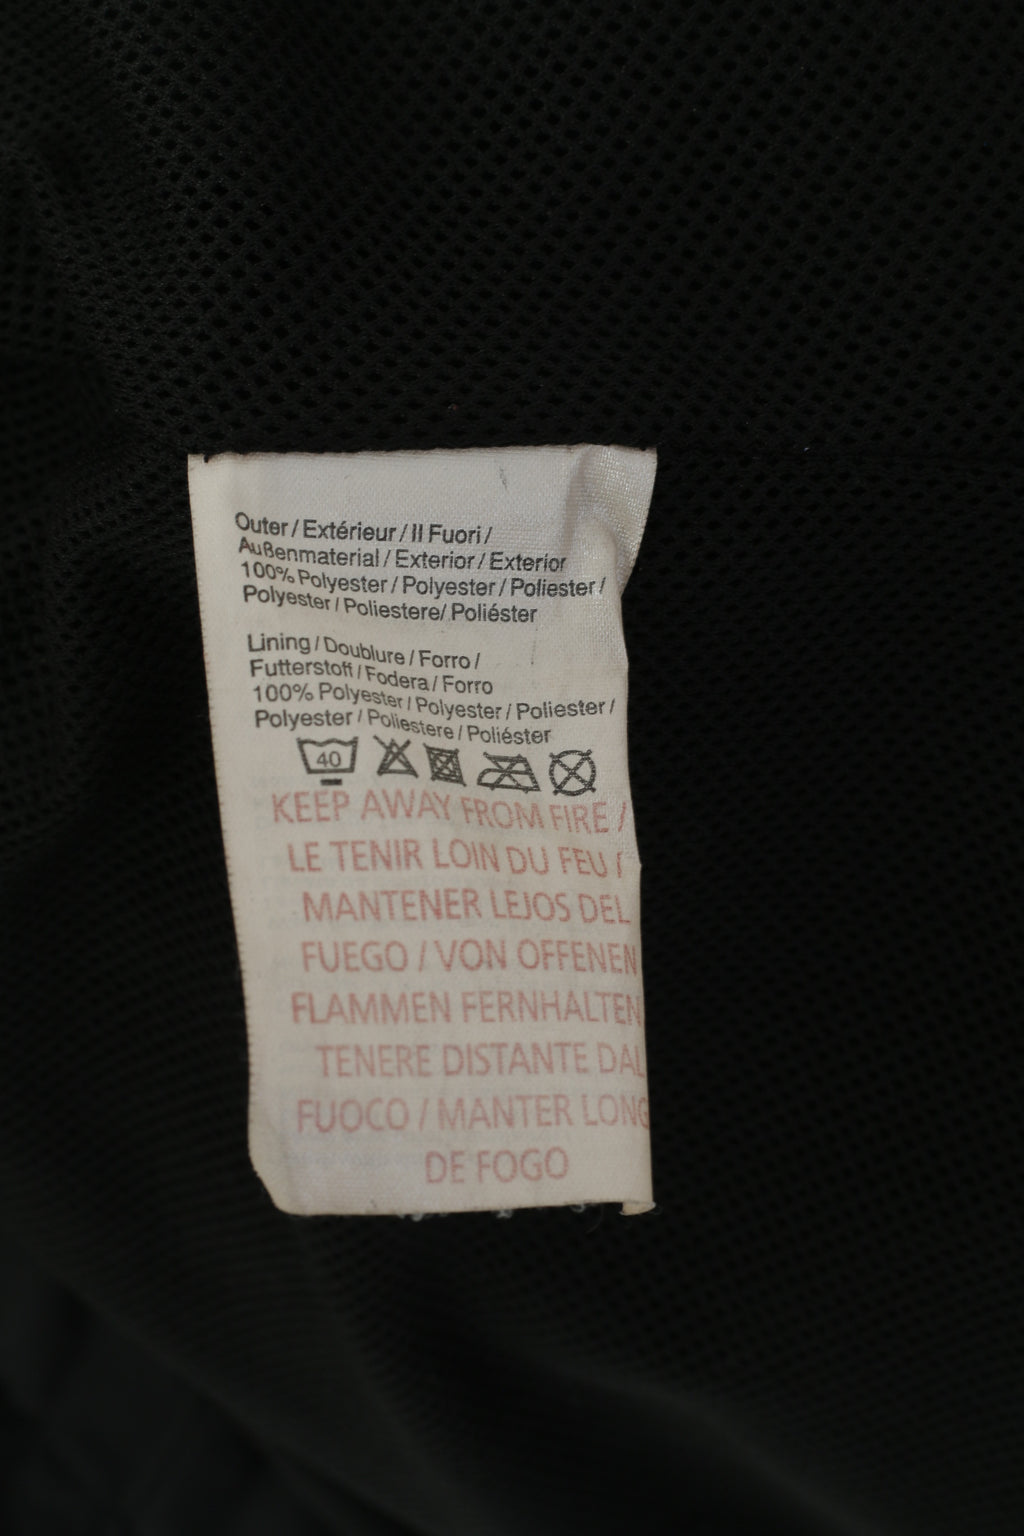 Outer / Extérieur / Il Fuori /
Außenmaterial / Exterior / Exterior
100% Polyester / Polyester / Poliester /
Polyester / Poliestere/ Poliéster
Lining / Doublure / Forro /
Futterstoff / Fodera / Forro
100% Polyester / Polyester / Poliester /
Polyester / Poliestere / Poliéster
40
KEEP AWAY FROM FIRE /
LE TENIR LOIN DU FEU /
MANTENER LEJOS DEL
FUEGO / VON OFFENEN
FLAMMEN FERNHALTEN
TENERE DISTANTE DAL
FUOCO / MANTER LONG
DE FOGO